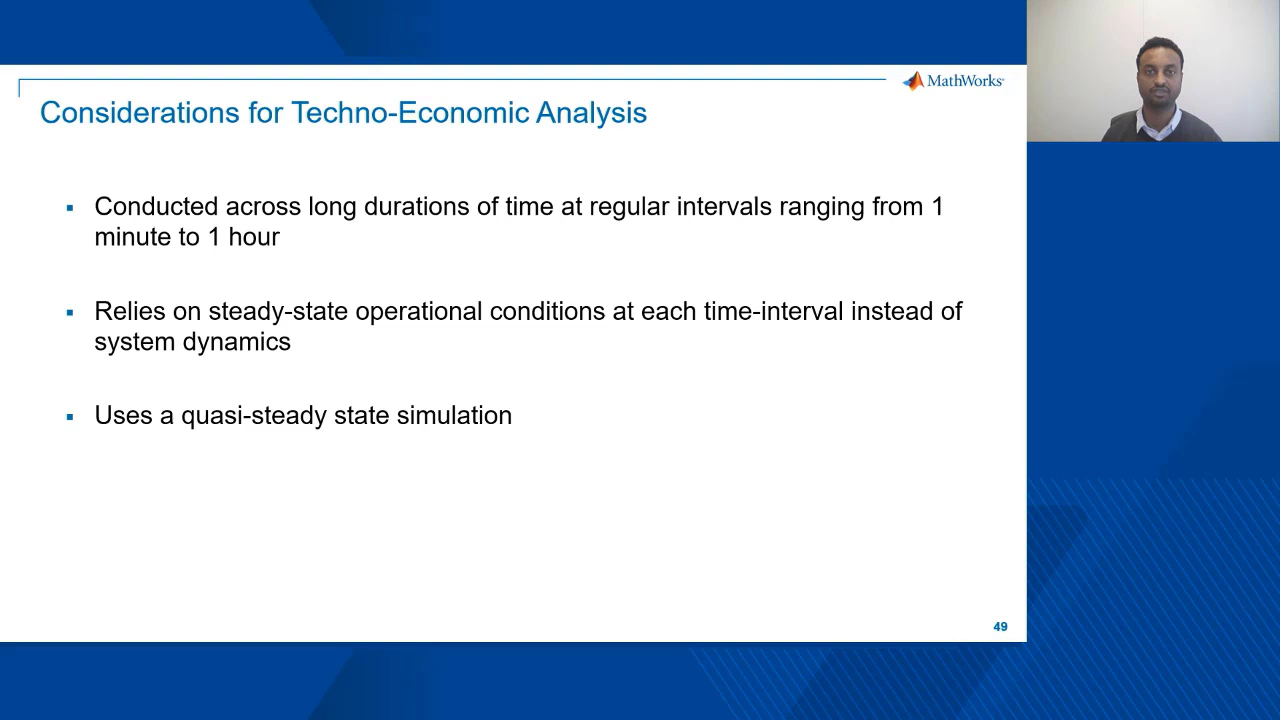 MathWorks
Considerations for Techno-Economic Analysis
▪ Conducted across long durations of time at regular intervals ranging from 1
minute to 1 hour
▪ Relies on steady-state operational conditions at each time-interval instead of
system dynamics
▪ Uses a quasi-steady state simulation
49